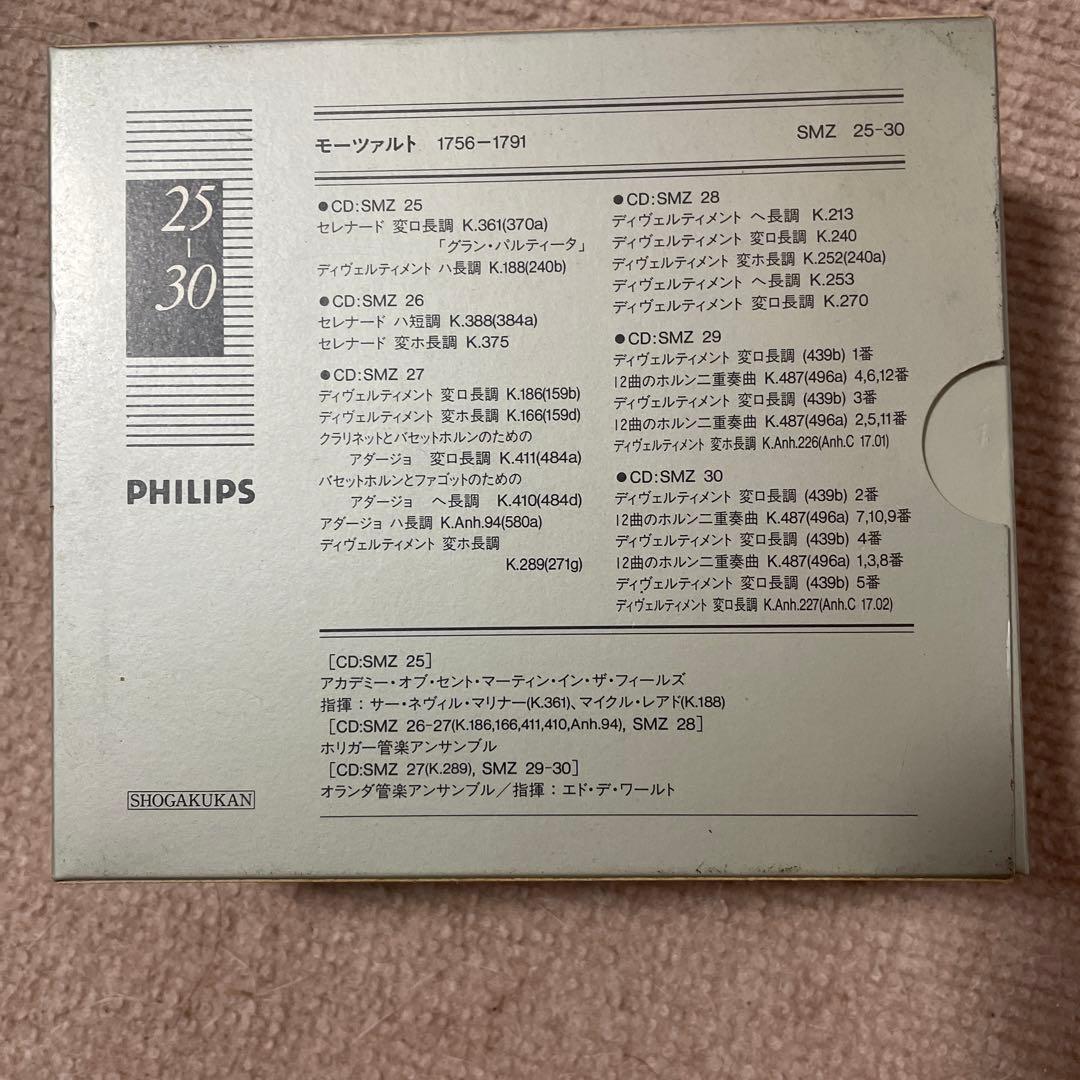 25
-
30
PHILIPS
SHOGAKUKAN
モーツァルト 1756-1791
SMZ 25-30
●CD:SMZ 25
セレナード 変ロ長調 K.361(370a)
「グラン・パルティータ」
ディヴェルティメント ハ長調 K.188(240b)
●CD:SMZ 26
セレナード ハ短調 K.388(384a)
セレナード 変ホ長調 K.375
●CD:SMZ 27
ディヴェルティメント 変ロ長調 K.186(159b)
ディヴェルティメント 変ホ長調 K.166(159d)
クラリネットとバセットホルンのための
アダージョ 変ロ長調 K.411(484a)
バセットホルンとファゴットのための
アダージョ ヘ長調 K.410(484d)
アダージョ ハ長調 K.Anh.94(580a)
ディヴェルティメント 変ホ長調
K.289(271g)
●CD:SMZ 28
ディヴェルティメント ヘ長調 K.213
ディヴェルティメント 変ロ長調 K.240
ディヴェルティメント 変ホ長調 K.252(240a)
ディヴェルティメント ヘ長調 K.253
ディヴェルティメント 変ロ長調 K.270
●CD:SMZ 29
ディヴェルティメント 変ロ長調 (439b) 1番
12曲のホルン二重奏曲 K.487(496a) 4,6,12番
ディヴェルティメント 変ロ長調 (439b) 3番
12曲のホルン二重奏曲 K.487(496a) 2,5,11番
ディヴェルティメント 変ホ長調 K.Anh.226(Anh.C 17.01)
●CD:SMZ 30
ディヴェルティメント 変ロ長調 (439b) 2番
12曲のホルン二重奏曲 K.487(496a) 7,10,9番
ディヴェルティメント 変ロ長調 (439b) 4番
12曲のホルン二重奏曲 K.487(496a) 1,3,8番
ディヴェルティメント 変ロ長調 (439b) 5番
ディヴェルティメント 変ロ長調 K.Anh.227(Anh.C 17.02)
[CD:SMZ 25]
アカデミー・オブ・セント・マーティン・イン・ザ・フィールズ
指揮:サー・ネヴィル・マリナー(K.361)、マイクル・レアド(K.188)
[CD:SMZ 26-27(K.186,166,411,410,Anh.94), SMZ 28]
ホリガー管楽アンサンブル
[CD:SMZ 27(K.289), SMZ 29-30]
オランダ管楽アンサンブル/指揮:エド・デ・ワールト